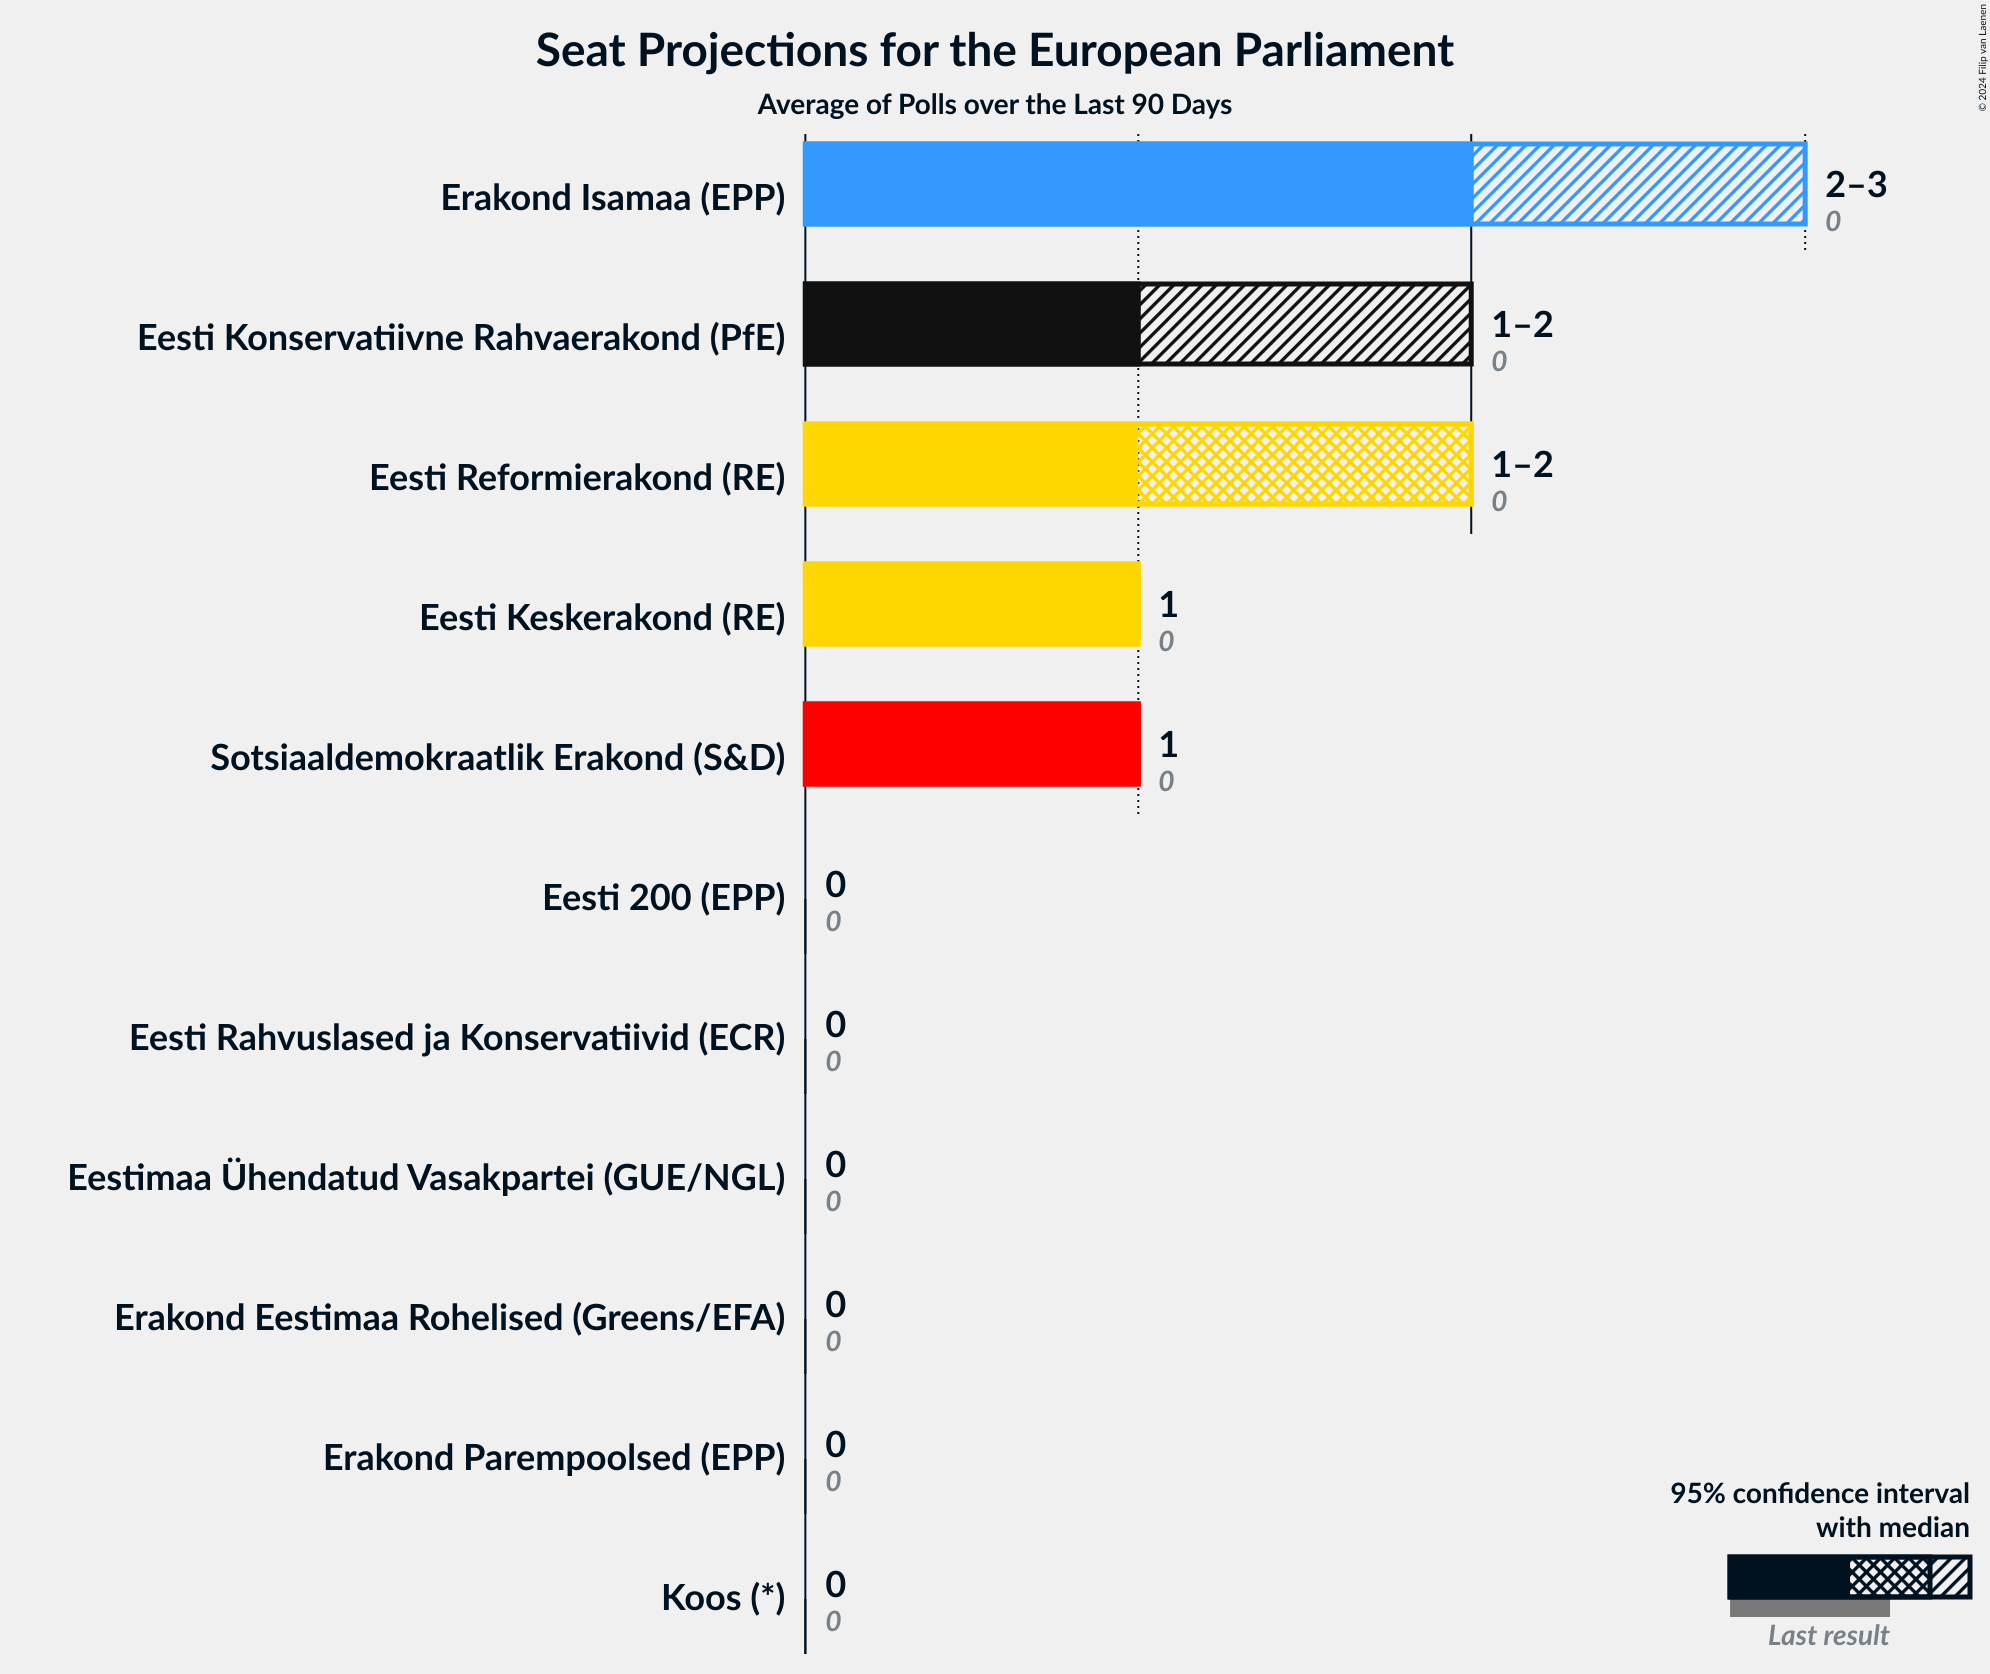 Seat Projections for the European Parliament
Average of Polls over the Last 90 Days
© 2024 Filip van Laenen
Erakond Isamaa (EPP)
2–3
0
Eesti Konservatiivne Rahvaerakond (PfE)
1–2
0
Eesti Reformierakond (RE)
1–2
0
Eesti Keskerakond (RE)
1
0
Sotsiaaldemokraatlik Erakond (S&D)
1
0
Eesti 200 (EPP)
0
0
Eesti Rahvuslased ja Konservatiivid (ECR)
0
0
Eestimaa Ühendatud Vasakpartei (GUE/NGL)
0
0
Erakond Eestimaa Rohelised (Greens/EFA)
0
0
Erakond Parempoolsed (EPP)
0
0
Koos (*)
0
0
95% confidence interval
with median
Last result